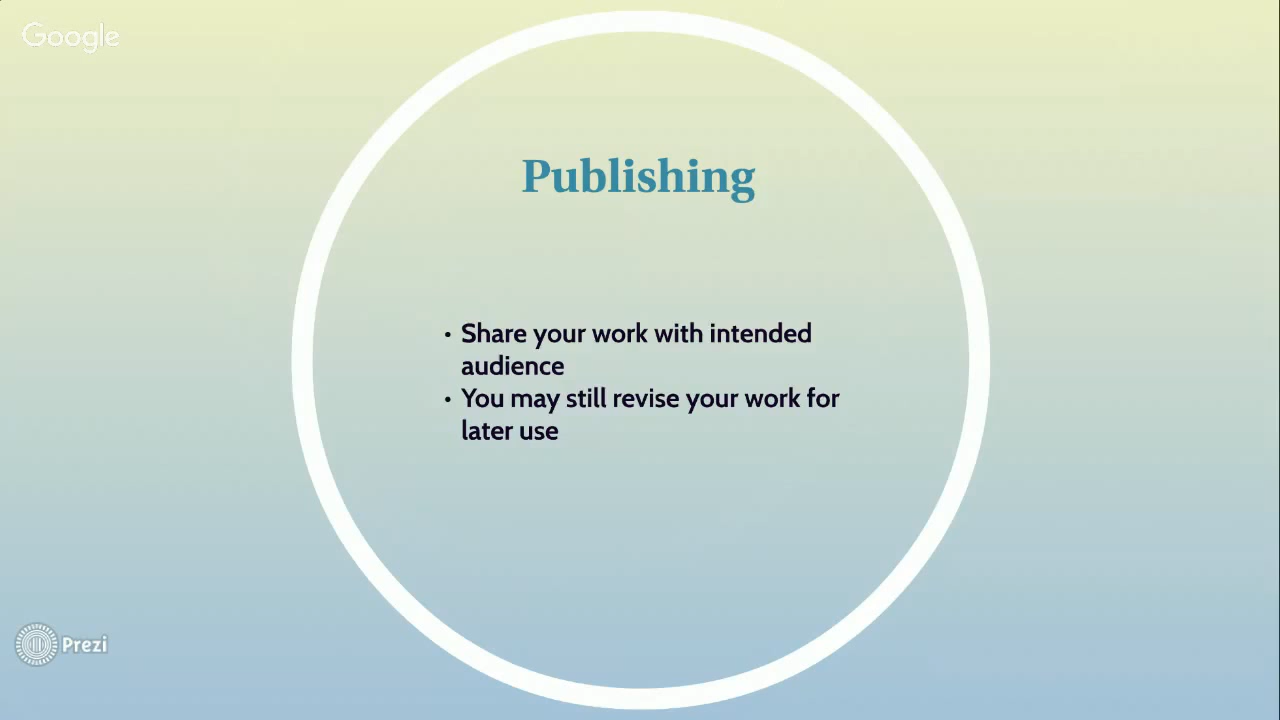 Google
Publishing
• Share your work with intended
audience
• You may still revise your work for
later use
Prezi